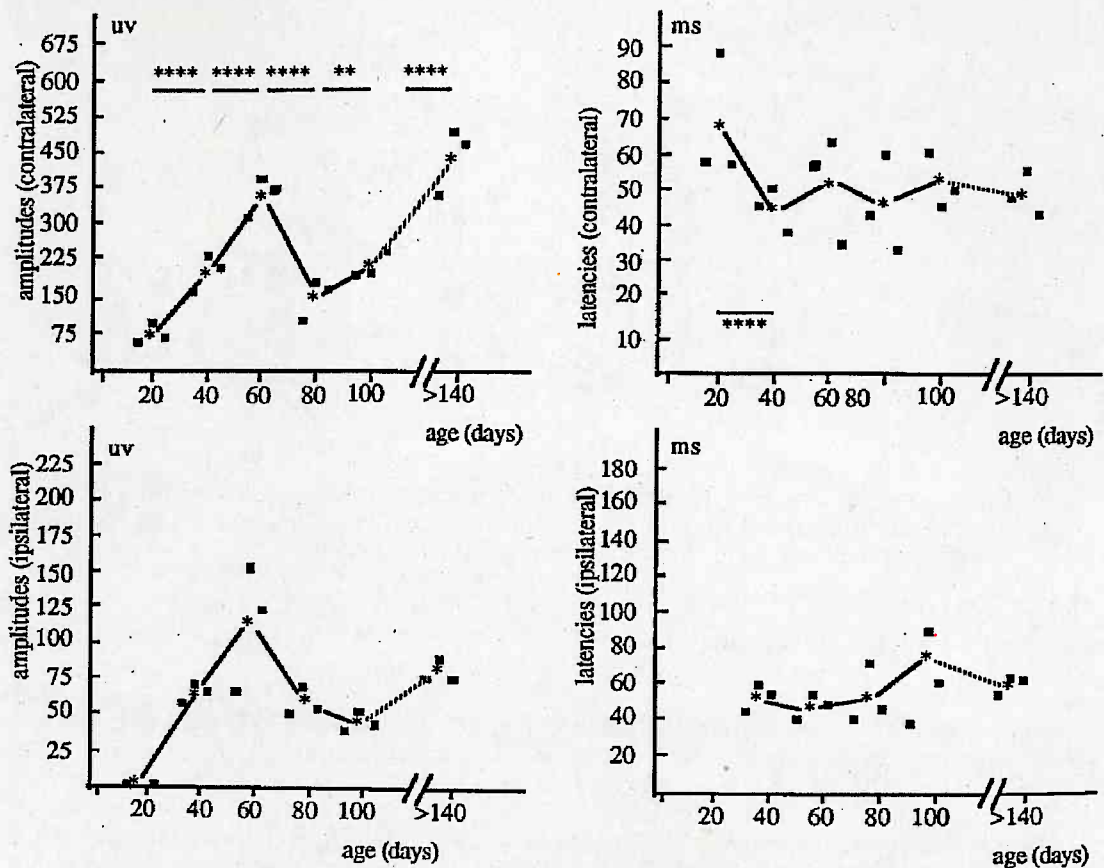 uv
675
600
525
450
375
300
225
150
75
amplitudes (contralateral)
**** **** **** ** ****
20 40 60 80 100 >140
age (days)
ms
90
80
70
60
50
40
30
20
10
latencies (contralateral)
****
20 40 60 80 100 >140
age (days)
uv
225
200
175
150
125
100
75
50
25
amplitudes (ipsilateral)
20 40 60 80 100 >140
age (days)
ms
180
160
140
120
100
80
60
40
20
latencies (ipsilateral)
20 40 60 80 100 >140
age (days)